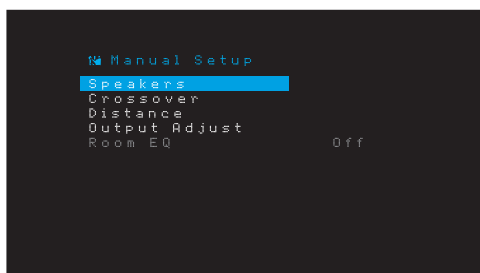 Manual Setup
Speakers
Crossover
Distance
Output Adjust
Room EQ Off